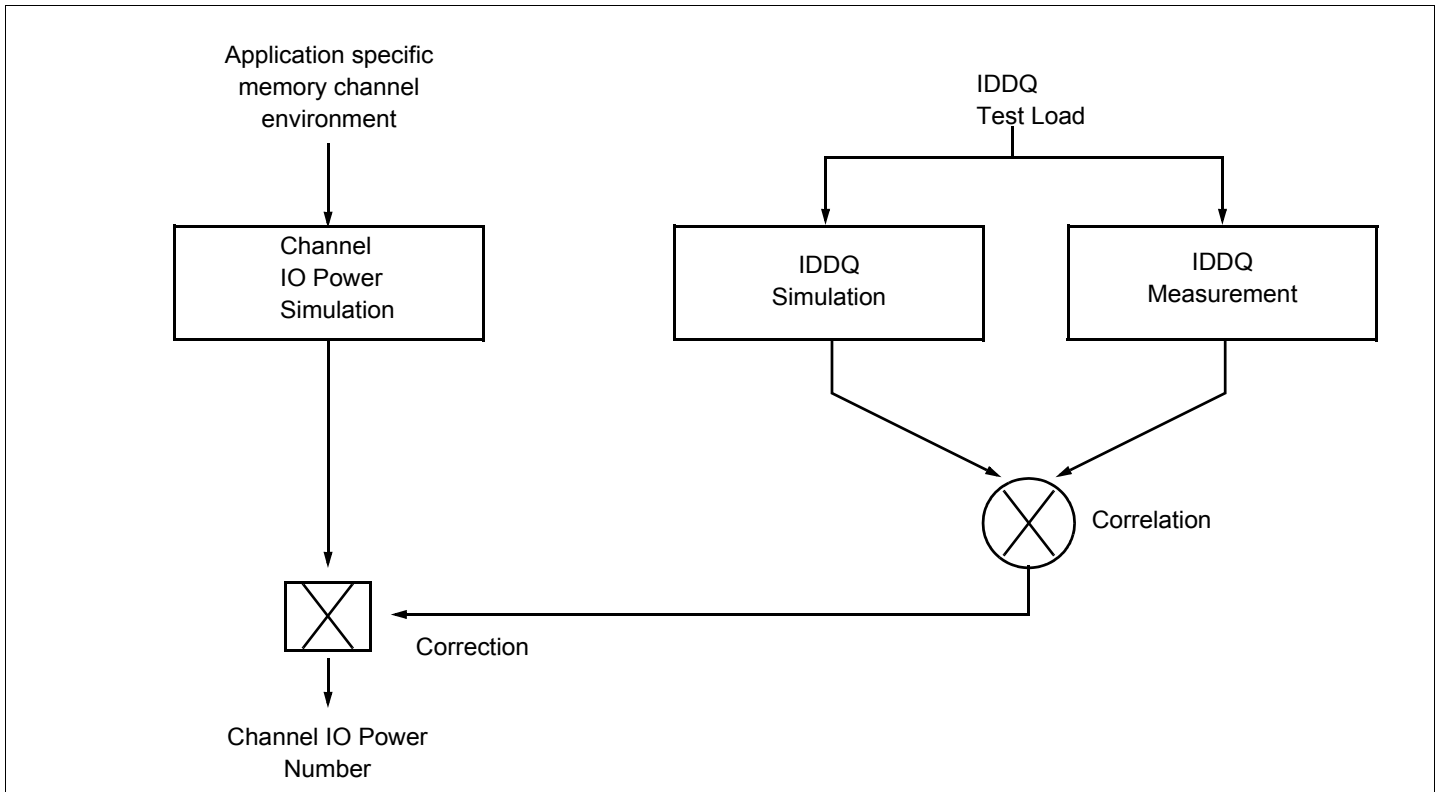 Application specific
memory channel
environment
IDDQ
Test Load
Channel
IO Power
Simulation
IDDQ
Simulation
IDDQ
Measurement
Correlation
Correction
Channel IO Power
Number